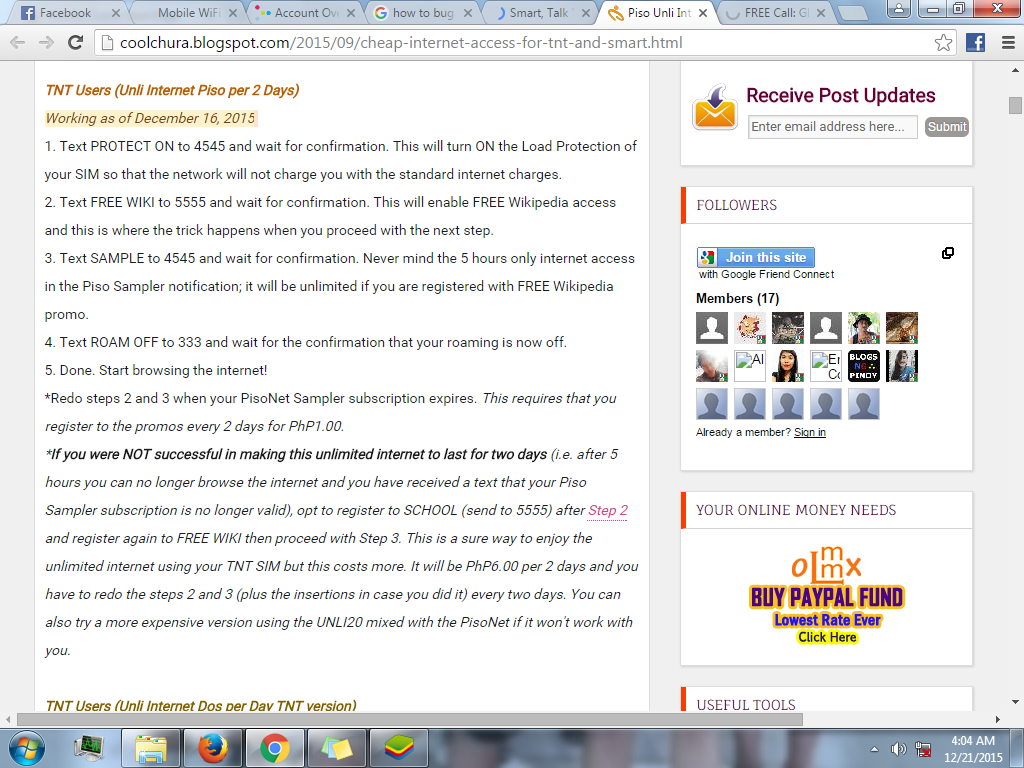 Facebook
Mobile WiF
Account Ov
how to bug
Smart, Talk
Piso Unli Int
FREE Call: G
coolchura.blogspot.com/2015/09/cheap-internet-access-for-tnt-and-smart.html
TNT Users (Unli Internet Piso per 2 Days)
Working as of December 16, 2015
1. Text PROTECT ON to 4545 and wait for confirmation. This will turn ON the Load Protection of
your SIM so that the network will not charge you with the standard internet charges.
2. Text FREE WIKI to 5555 and wait for confirmation. This will enable FREE Wikipedia access
and this is where the trick happens when you proceed with the next step.
3. Text SAMPLE to 4545 and wait for confirmation. Never mind the 5 hours only internet access
in the Piso Sampler notification; it will be unlimited if you are registered with FREE Wikipedia
promo.
4. Text ROAM OFF to 333 and wait for the confirmation that your roaming is now off.
5. Done. Start browsing the internet!
*Redo steps 2 and 3 when your PisoNet Sampler subscription expires. This requires that you
register to the promos every 2 days for PhP1.00.
*If you were NOT successful in making this unlimited internet to last for two days (i.e. after 5
hours you can no longer browse the internet and you have received a text that your Piso
Sampler subscription is no longer valid), opt to register to SCHOOL (send to 5555) after Step 2
and register again to FREE WIKI then proceed with Step 3. This is a sure way to enjoy the
unlimited internet using your TNT SIM but this costs more. It will be PhP6.00 per 2 days and you
have to redo the steps 2 and 3 (plus the insertions in case you did it) every two days. You can
also try a more expensive version using the UNLI20 mixed with the PisoNet if it won't work with
you.
TNT Users (Unli Internet Dos per Day TNT version)
Receive Post Updates
Enter email address here...
Submit
FOLLOWERS
Join this site
with Google Friend Connect
Members (17)
Al
Er
Co
BLOGS
NG
PINOY
Already a member? Sign in
YOUR ONLINE MONEY NEEDS
oLmmx
BUY PAYPAL FUND
Lowest Rate Ever
Click Here
USEFUL TOOLS
4:04 AM
12/21/2015